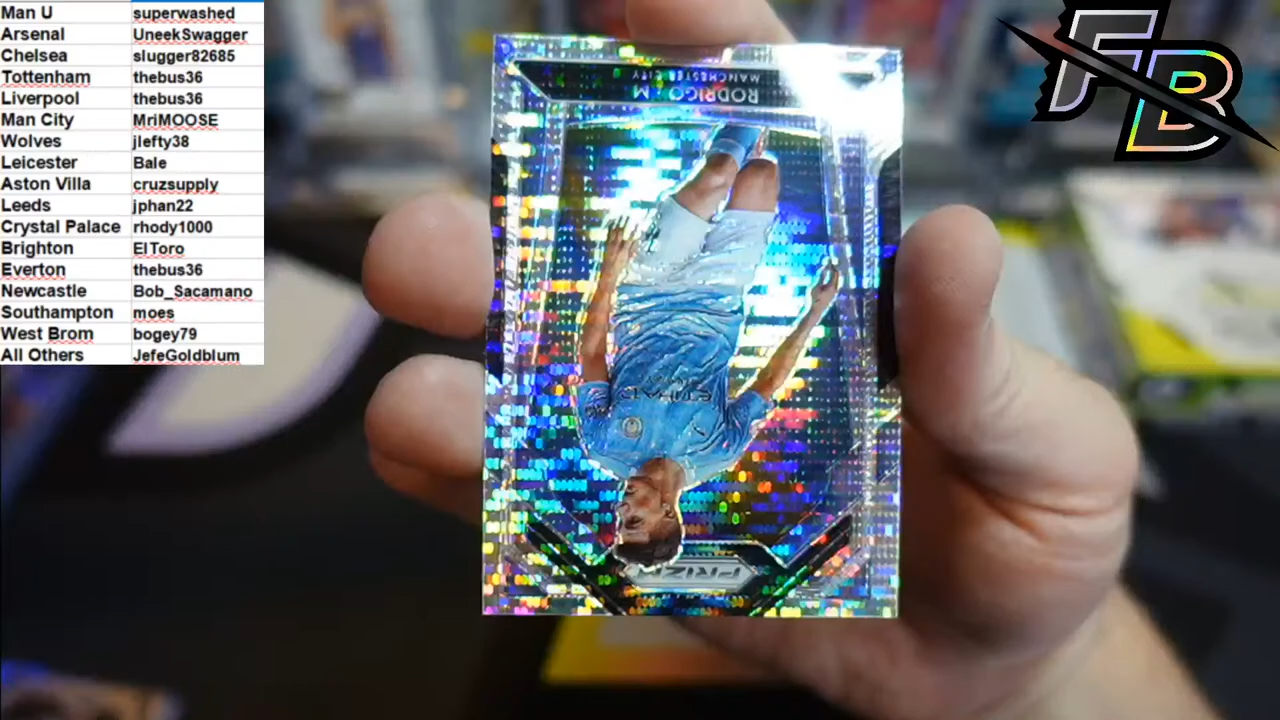 Man U superwashed
Arsenal UneekSwagger
Chelsea slugger82685
Tottenham thebus36
Liverpool thebus36
Man City MriMOOSE
Wolves jlefty38
Leicester Bale
Aston Villa cruzsupply
Leeds jphan22
Crystal Palace rhody1000
Brighton ElToro
Everton thebus36
Newcastle Bob_Sacamano
Southampton moes
West Brom bogey79
All Others JefeGoldblum
FB
MANCHESTER CITY
RODRIGO M
ETIHAD
PRIZM